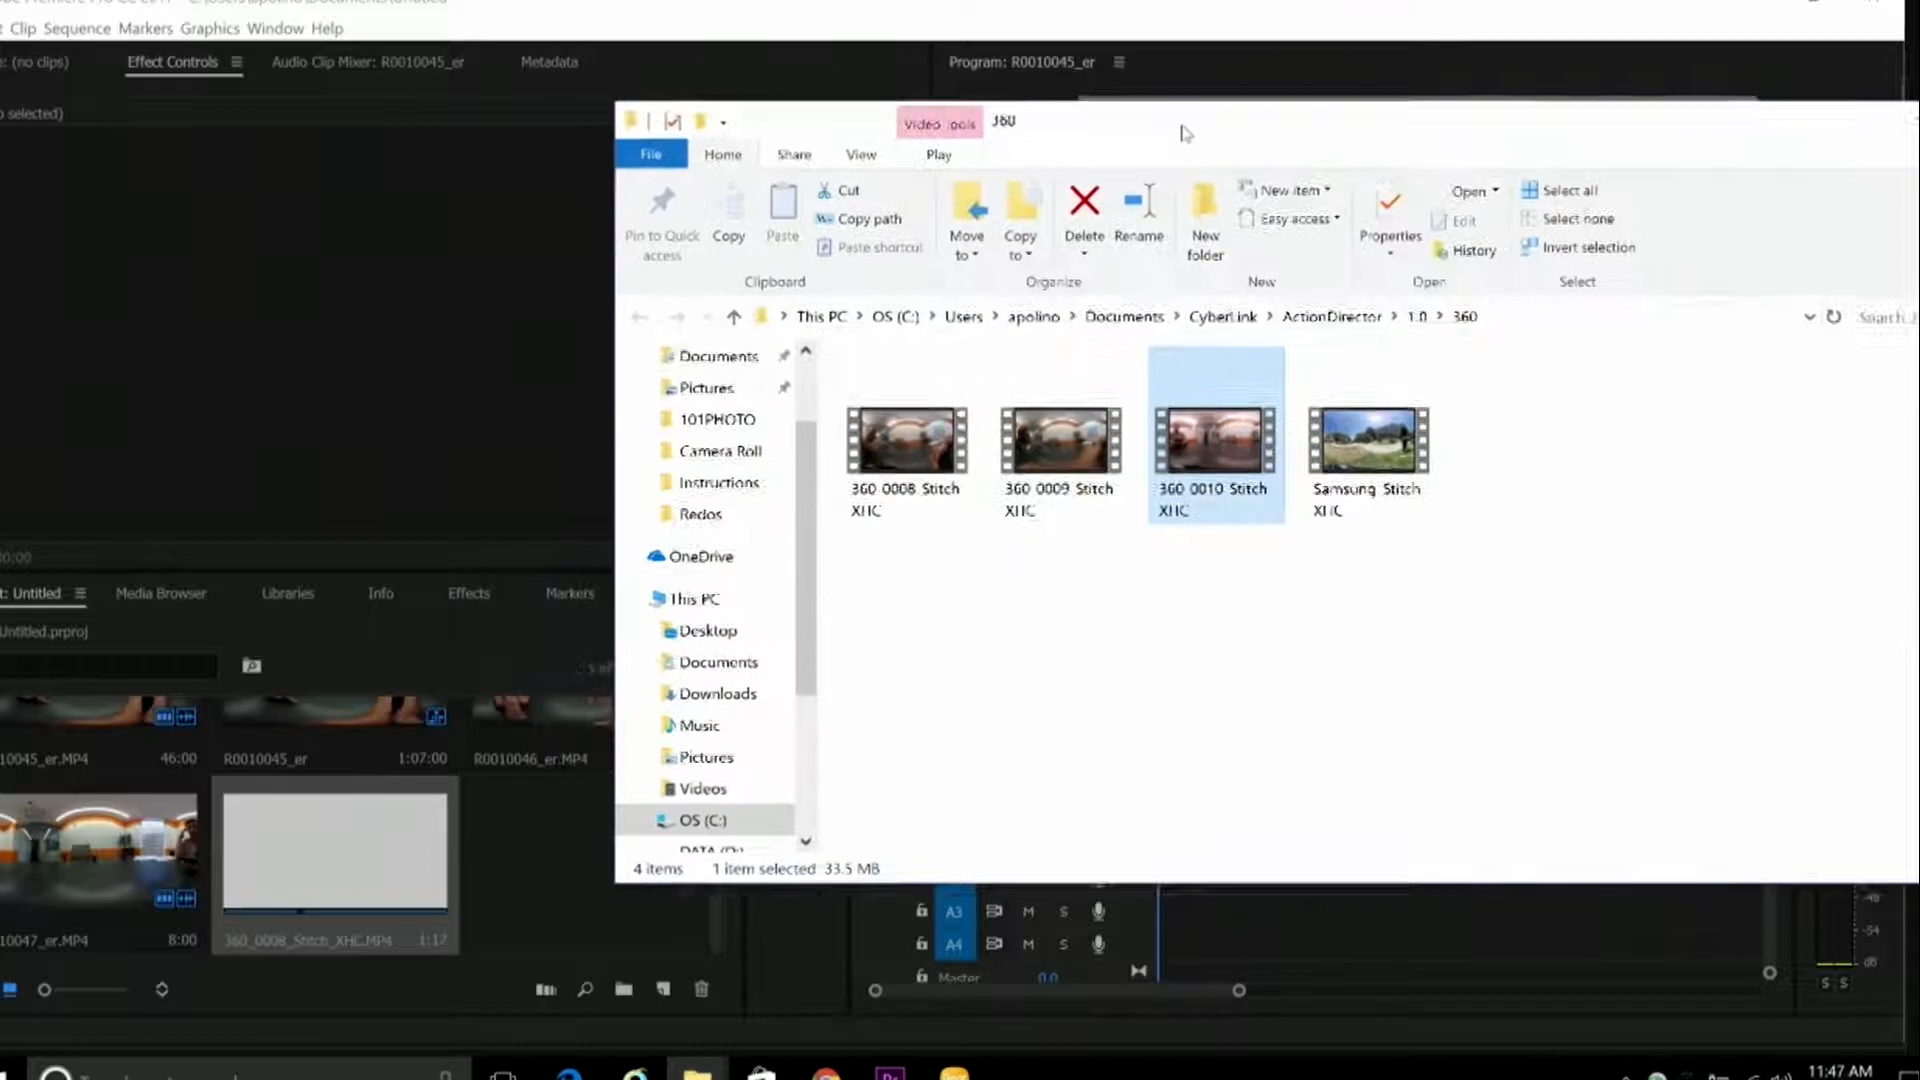 Clip Sequence Markers Graphics Window Help
: (no clips) Effect Controls Audio Clip Mixer: R0010045_er Metadata Program: R0010045_er
selected)
Video Tools 360
File Home Share View Play
Pin to Quick access Copy Paste Cut Copy path Paste shortcut Move to Copy to Delete Rename New folder New item Easy access Properties Open Edit History Select all Select none Invert selection
Clipboard Organize New Open Select
This PC OS (C:) Users apolino Documents CyberLink ActionDirector 1.0 360
Documents
Pictures
101PHOTO
Camera Roll
Instructions
Redos
OneDrive
This PC
Desktop
Documents
Downloads
Music
Pictures
Videos
OS (C:)
DATA (D:)
360 0008 Stitch XHC
360 0009 Stitch XHC
360 0010 Stitch XHC
Samsung Stitch XHC
4 items 1 item selected 33.5 MB
: Untitled Media Browser Libraries Info Effects Markers
Untitled.prproj
10045_er.MP4 46:00 R0010045_er 1:07:00 R0010046_er.MP4
10047_er.MP4 8:00 360_0008_Stitch_XHC.MP4 1:17
A3 M S
A4 M S
Master 0.0
-54
dB
S S
11:47 AM